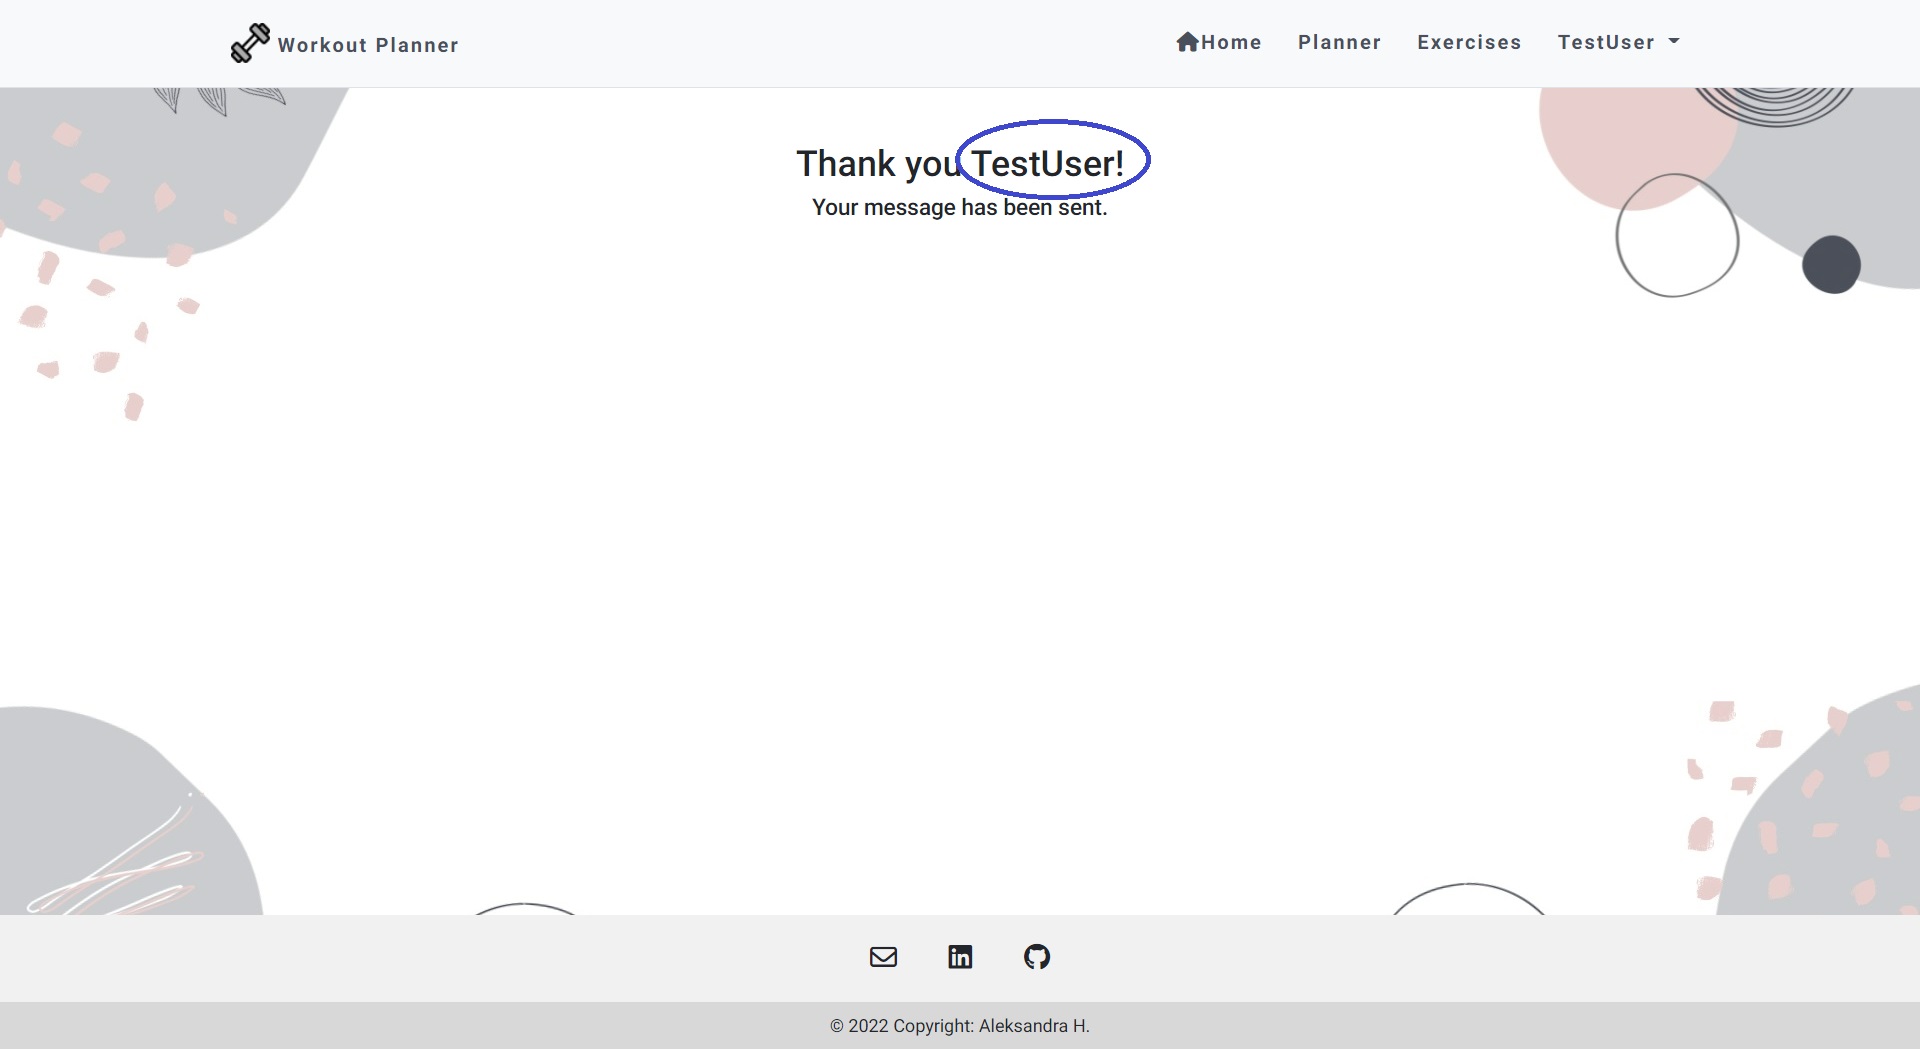 Workout Planner
Home Planner Exercises TestUser
Thank you TestUser!
Your message has been sent.
© 2022 Copyright: Aleksandra H.